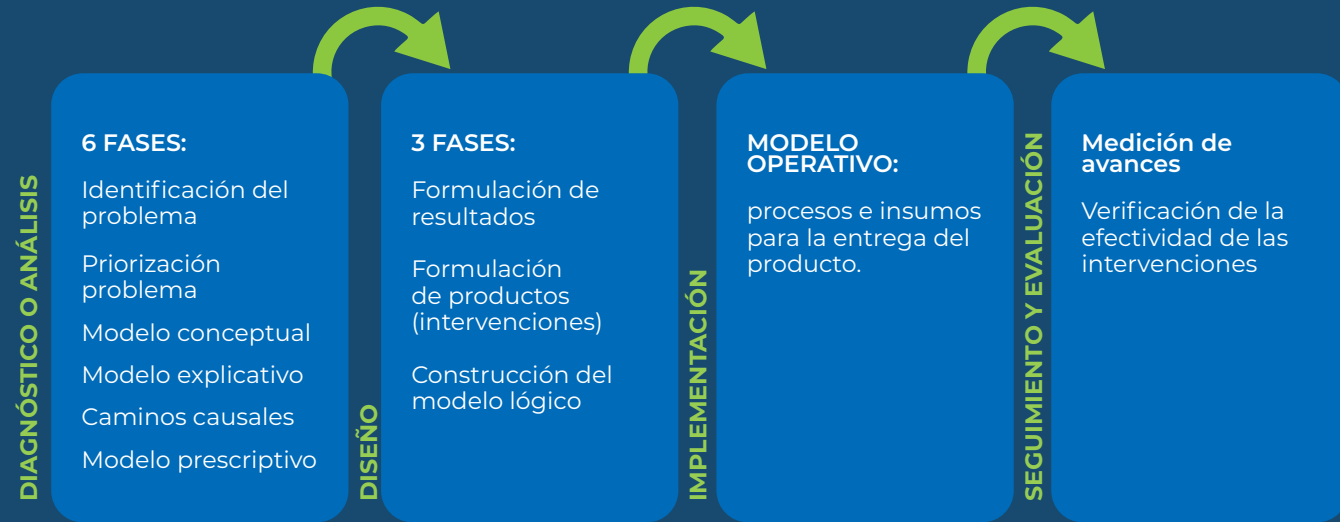 DIAGNÓSTICO O ANÁLISIS
6 FASES:
Identificación del
problema
Priorización
problema
Modelo conceptual
Modelo explicativo
Caminos causales
Modelo prescriptivo
DISEÑO
3 FASES:
Formulación de
resultados
Formulación
de productos
(intervenciones)
Construcción del
modelo lógico
IMPLEMENTACIÓN
MODELO
OPERATIVO:
procesos e insumos
para la entrega del
producto.
SEGUIMIENTO Y EVALUACIÓN
Medición de
avances
Verificación de la
efectividad de las
intervenciones